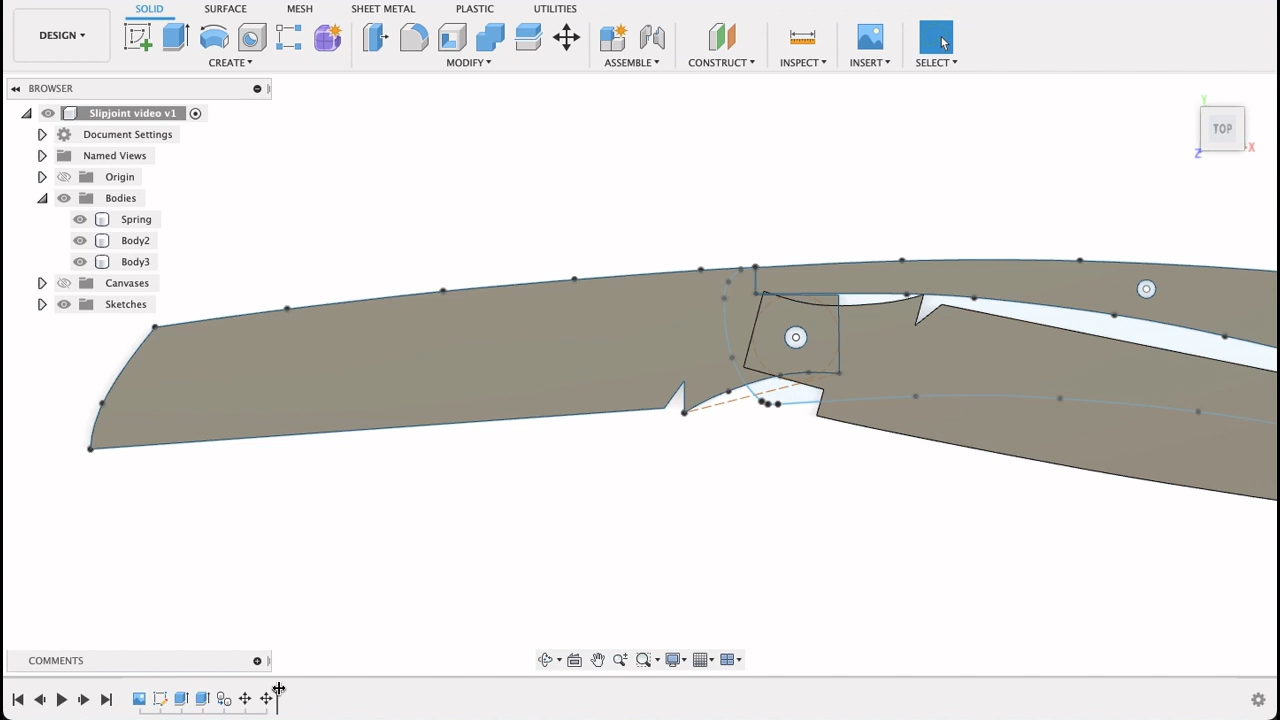 SOLID SURFACE MESH SHEET METAL PLASTIC UTILITIES
DESIGN
CREATE MODIFY ASSEMBLE CONSTRUCT INSPECT INSERT SELECT
BROWSER
Slipjoint video v1
Document Settings
Named Views
Origin
Bodies
Spring
Body2
Body3
Canvases
Sketches
Y
TOP
Z X
COMMENTS